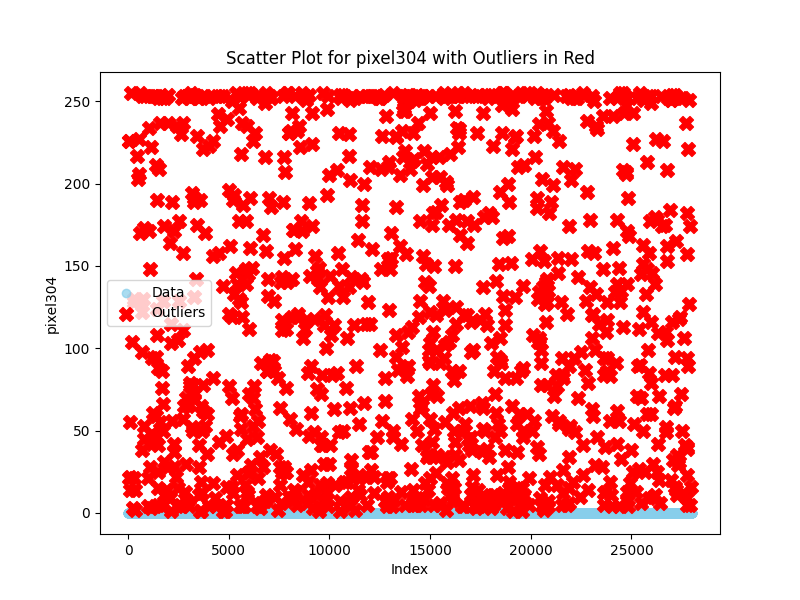 Scatter Plot for pixel304 with Outliers in Red
250
200
150
100
50
0
pixel304
Data
Outliers
0 5000 10000 15000 20000 25000
Index